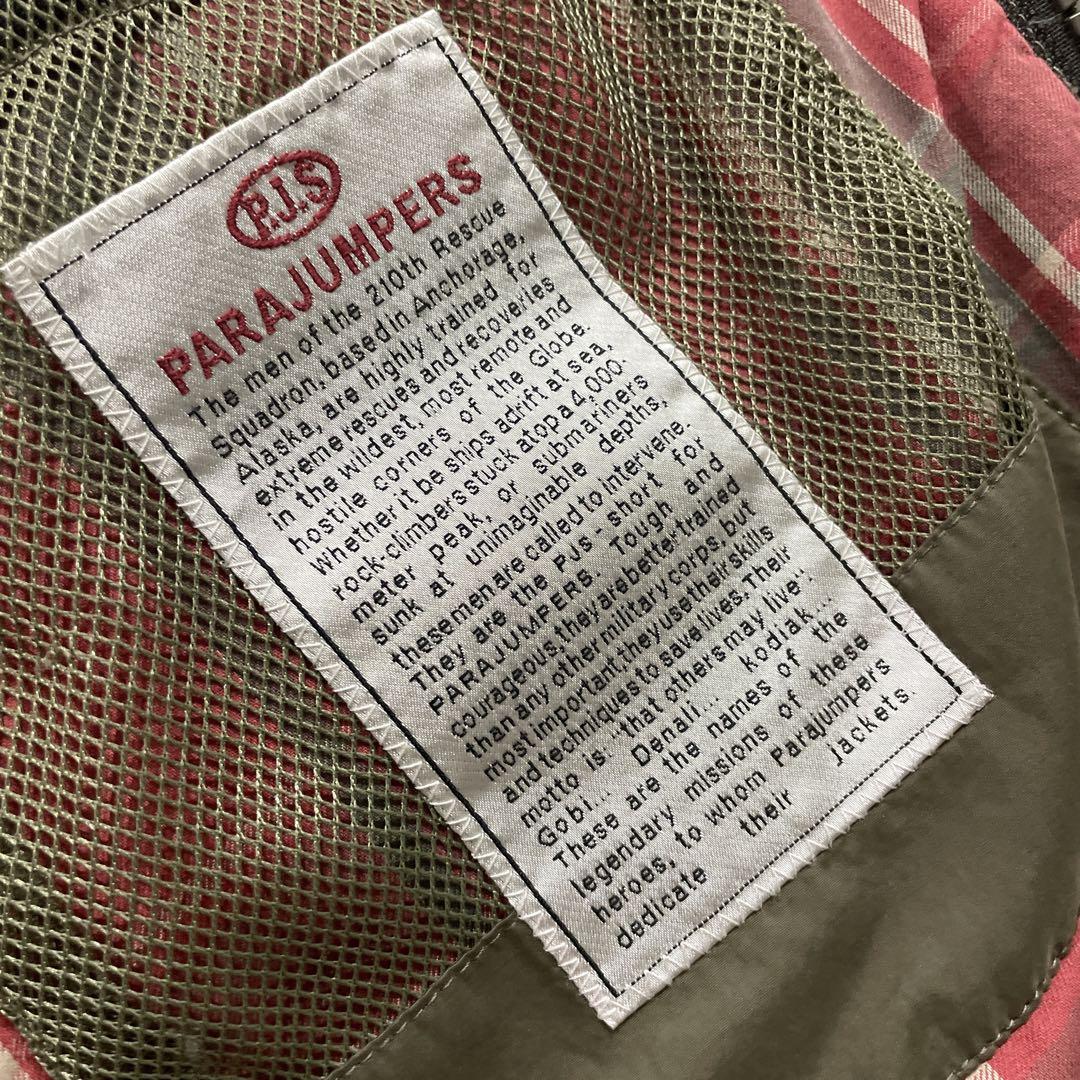 P.J.S
PARAJUMPERS
The men of the 210th Rescue
Squadron, based in Anchorage,
Alaska, are highly trained for
extreme rescues and recoveries
in the wildest, most remote and
hostile corners of the Globe.
Whether it be ships adrift at sea,
rock-climbers stuck atop a 4,000-
meter peak, or submariners
sunk at unimaginable depths,
these men are called to intervene.
They are the PJs - short for
PARAJUMPERS. Tough and
courageous, they are better trained
than any other military corps, but
most important, they use their skills
and techniques to save lives. Their
motto is: "that others may live".
Gobi... Denali... kodiak...
These are the names of the
legendary missions of these
heroes, to whom Parajumpers
dedicate their jackets.